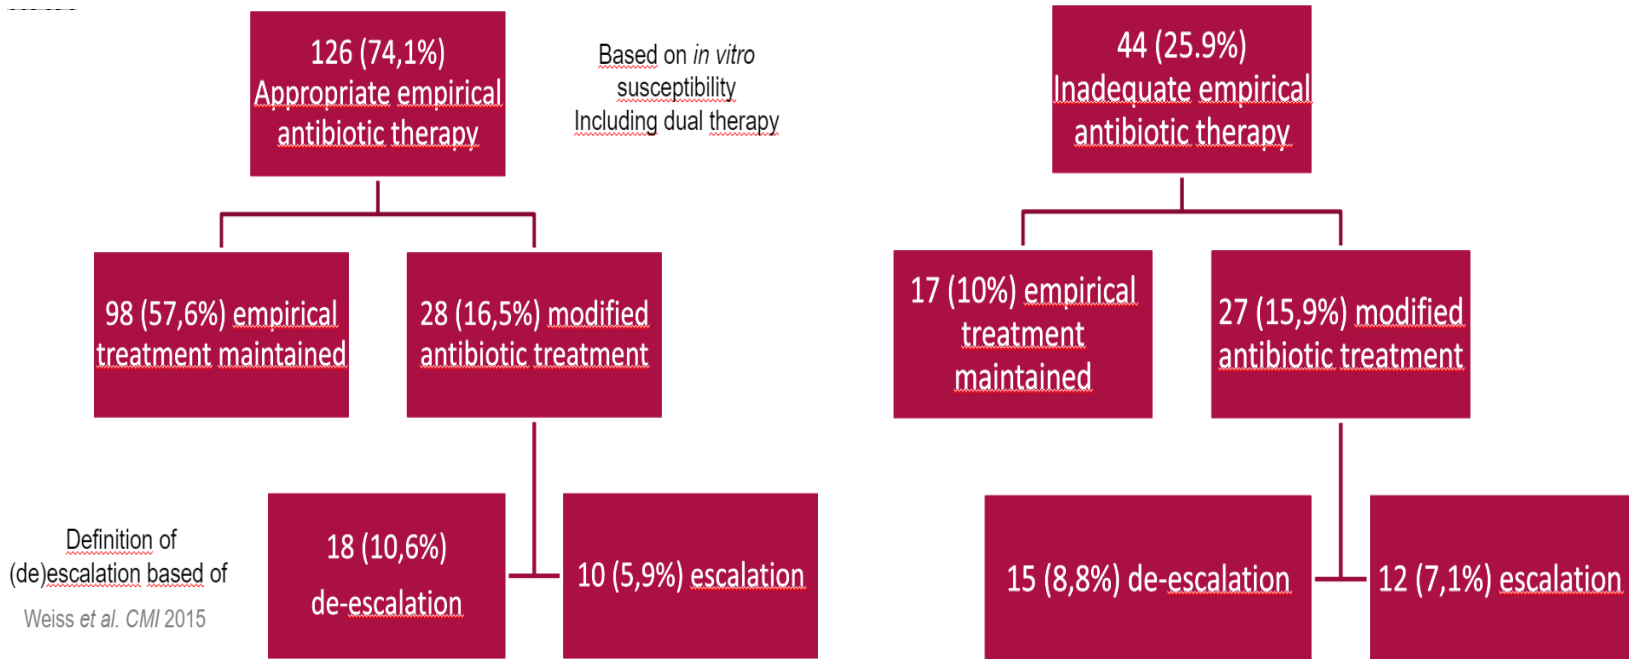 126 (74,1%)
Appropriate empirical
antibiotic therapy
Based on in vitro
susceptibility
Including dual therapy
44 (25.9%)
Inadequate empirical
antibiotic therapy
98 (57,6%) empirical
treatment maintained
28 (16,5%) modified
antibiotic treatment
17 (10%) empirical
treatment
maintained
27 (15,9%) modified
antibiotic treatment
Definition of
(de)escalation based of
Weiss et al. CMI 2015
18 (10,6%)
de-escalation
10 (5,9%) escalation
15 (8,8%) de-escalation
12 (7,1%) escalation